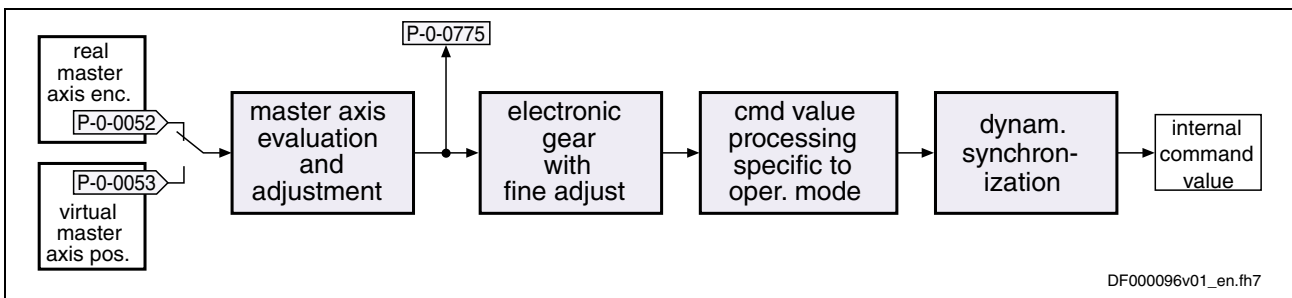 P-0-0775
real
master
axis enc.
P-0-0052
P-0-0053
virtual
master
axis pos.
master axis
evaluation
and
adjustment
electronic
gear
with
fine adjust
cmd value
processing
specific to
oper. mode
dynam.
synchron-
ization
internal
command
value
DF000096v01_en.fh7